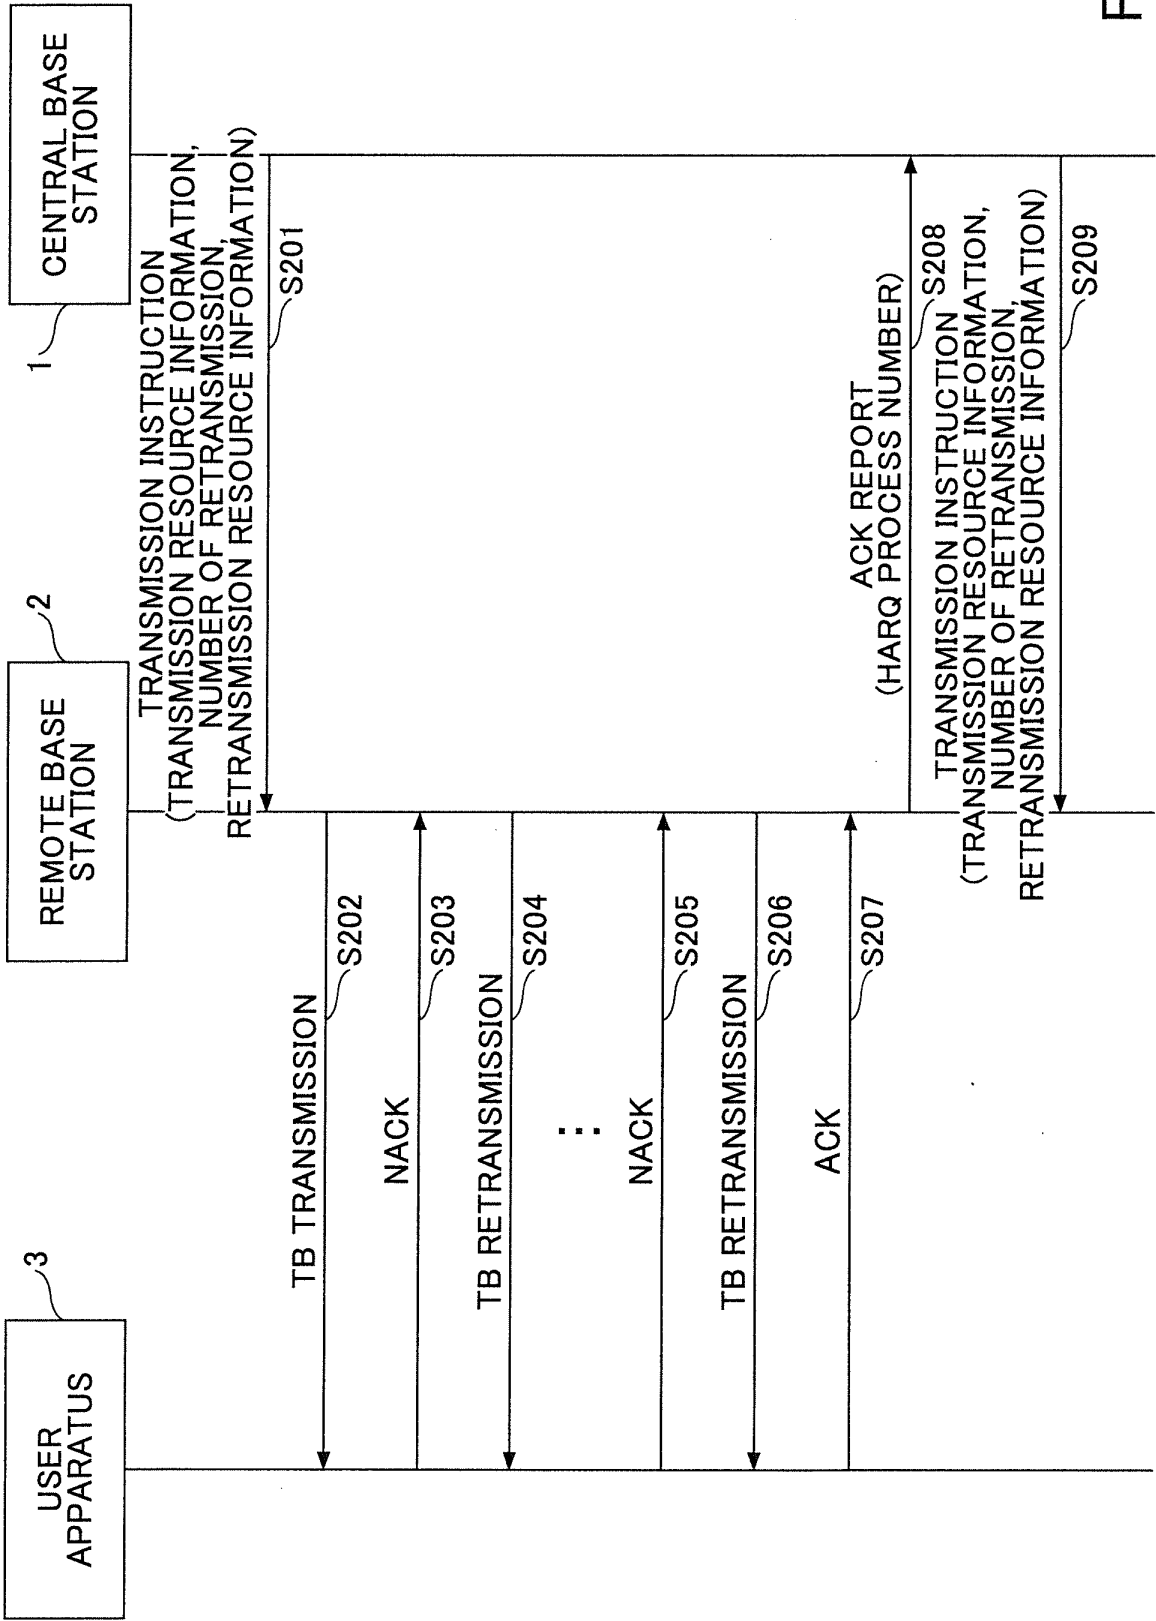 USER
APPARATUS
3
REMOTE BASE
STATION
2
CENTRAL BASE
STATION
1
TRANSMISSION INSTRUCTION
(TRANSMISSION RESOURCE INFORMATION,
NUMBER OF RETRANSMISSION,
RETRANSMISSION RESOURCE INFORMATION)
S201
TB TRANSMISSION
S202
NACK
S203
TB RETRANSMISSION
S204
...
NACK
S205
TB RETRANSMISSION
S206
ACK
S207
ACK REPORT
(HARQ PROCESS NUMBER)
S208
TRANSMISSION INSTRUCTION
(TRANSMISSION RESOURCE INFORMATION,
NUMBER OF RETRANSMISSION,
RETRANSMISSION RESOURCE INFORMATION)
S209